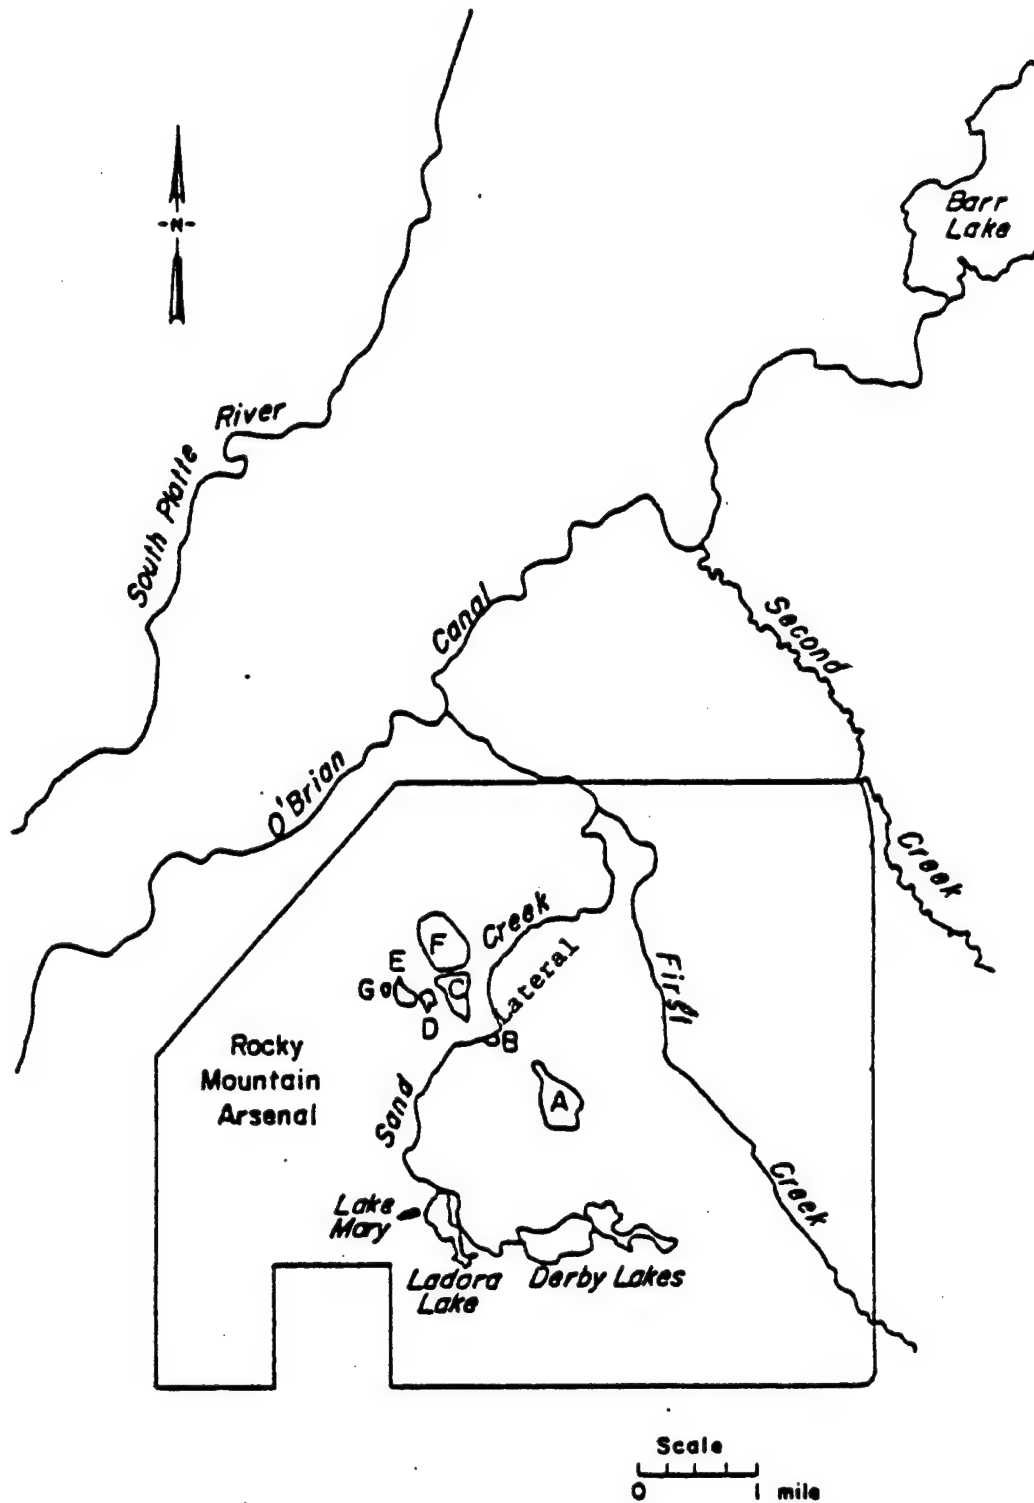 -N-
Barr
Lake
River
South Platte
Canal
Second
O'Brian
Creek
Creek
Lateral
First
F
E
G
C
D
B
A
Rocky
Mountain
Arsenal
Sand
Creek
Lake
Mary
Ladora
Lake
Derby Lakes
Scale
0 1 mile